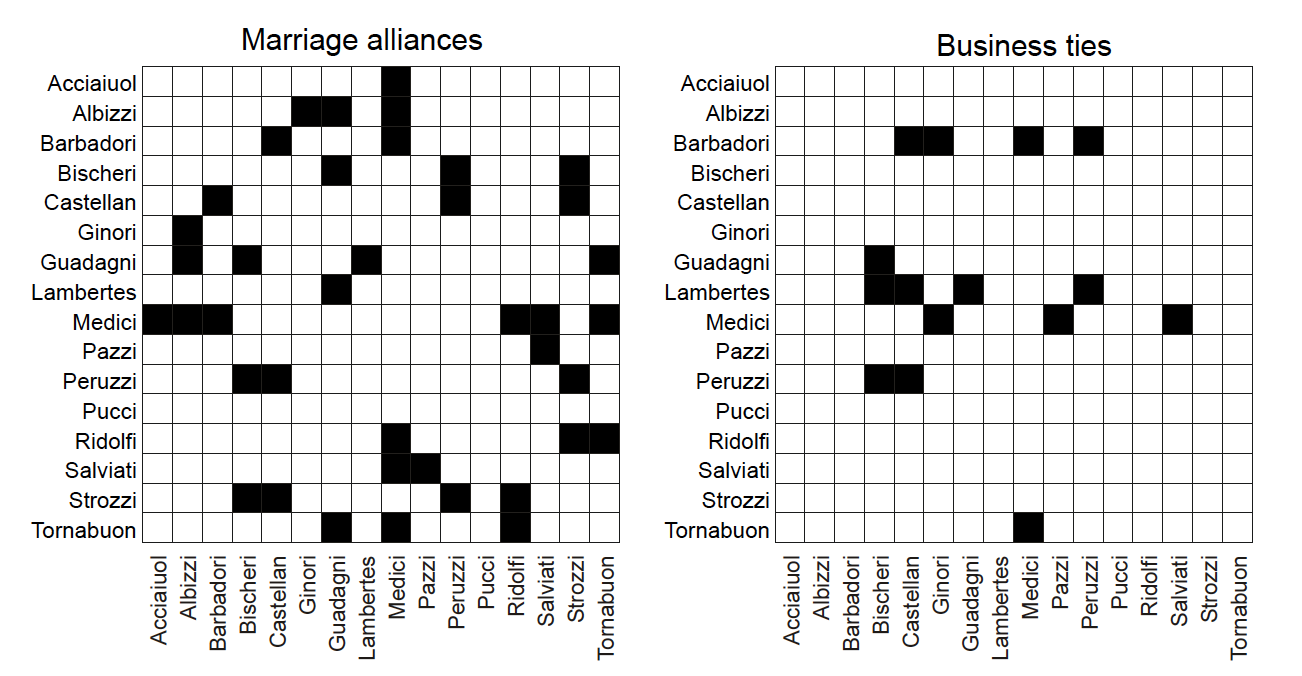 Marriage alliances
Acciaiuol
Albizzi
Barbadori
Bischeri
Castellan
Ginori
Guadagni
Lambertes
Medici
Pazzi
Peruzzi
Pucci
Ridolfi
Salviati
Strozzi
Tornabuon
Acciaiuol
Albizzi
Barbadori
Bischeri
Castellan
Ginori
Guadagni
Lambertes
Medici
Pazzi
Peruzzi
Pucci
Ridolfi
Salviati
Strozzi
Tornabuon
Business ties
Acciaiuol
Albizzi
Barbadori
Bischeri
Castellan
Ginori
Guadagni
Lambertes
Medici
Pazzi
Peruzzi
Pucci
Ridolfi
Salviati
Strozzi
Tornabuon
Acciaiuol
Albizzi
Barbadori
Bischeri
Castellan
Ginori
Guadagni
Lambertes
Medici
Pazzi
Peruzzi
Pucci
Ridolfi
Salviati
Strozzi
Tornabuon